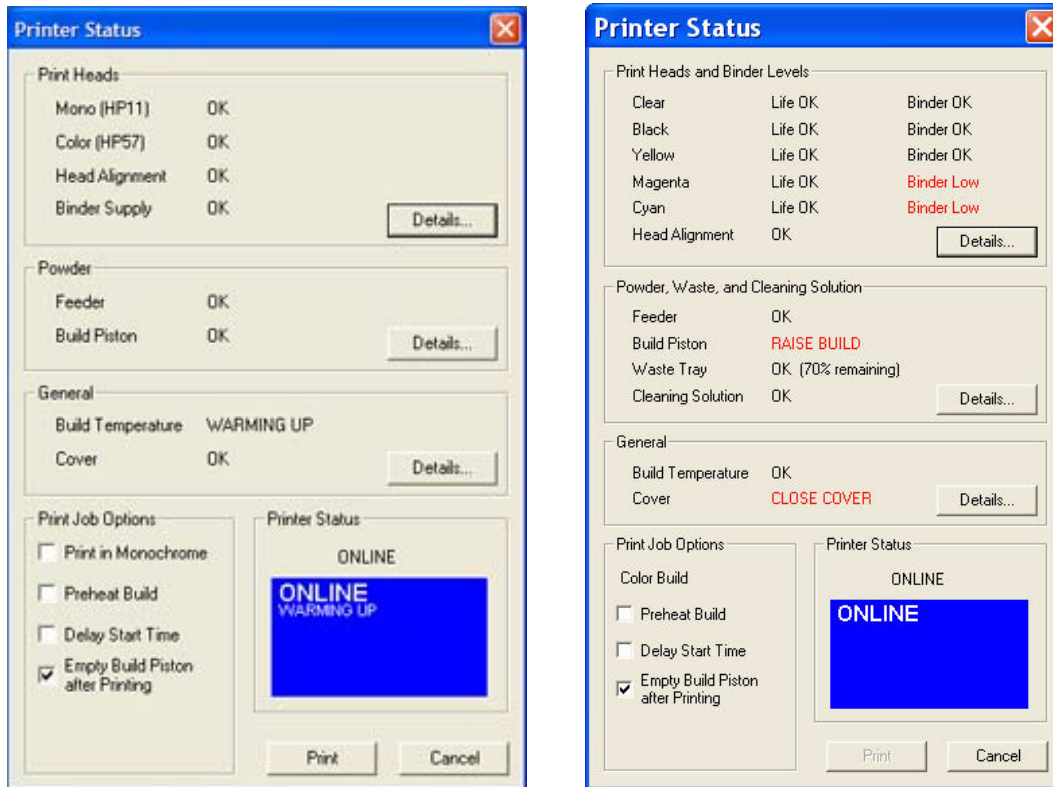 Printer Status
Print Heads
Mono (HP11) OK
Color (HP57) OK
Head Alignment OK
Binder Supply OK
Details...
Powder
Feeder OK
Build Piston OK
Details...
General
Build Temperature WARMING UP
Cover OK
Details...
Print Job Options
Print in Monochrome
Preheat Build
Delay Start Time
Empty Build Piston
after Printing
Printer Status
ONLINE
ONLINE
WARMING UP
Print Cancel
Printer Status
Print Heads and Binder Levels
Clear Life OK Binder OK
Black Life OK Binder OK
Yellow Life OK Binder OK
Magenta Life OK Binder Low
Cyan Life OK Binder Low
Head Alignment OK
Details...
Powder, Waste, and Cleaning Solution
Feeder OK
Build Piston RAISE BUILD
Waste Tray OK (70% remaining)
Cleaning Solution OK
Details...
General
Build Temperature OK
Cover CLOSE COVER
Details...
Print Job Options
Color Build
Preheat Build
Delay Start Time
Empty Build Piston
after Printing
Printer Status
ONLINE
ONLINE
Print Cancel